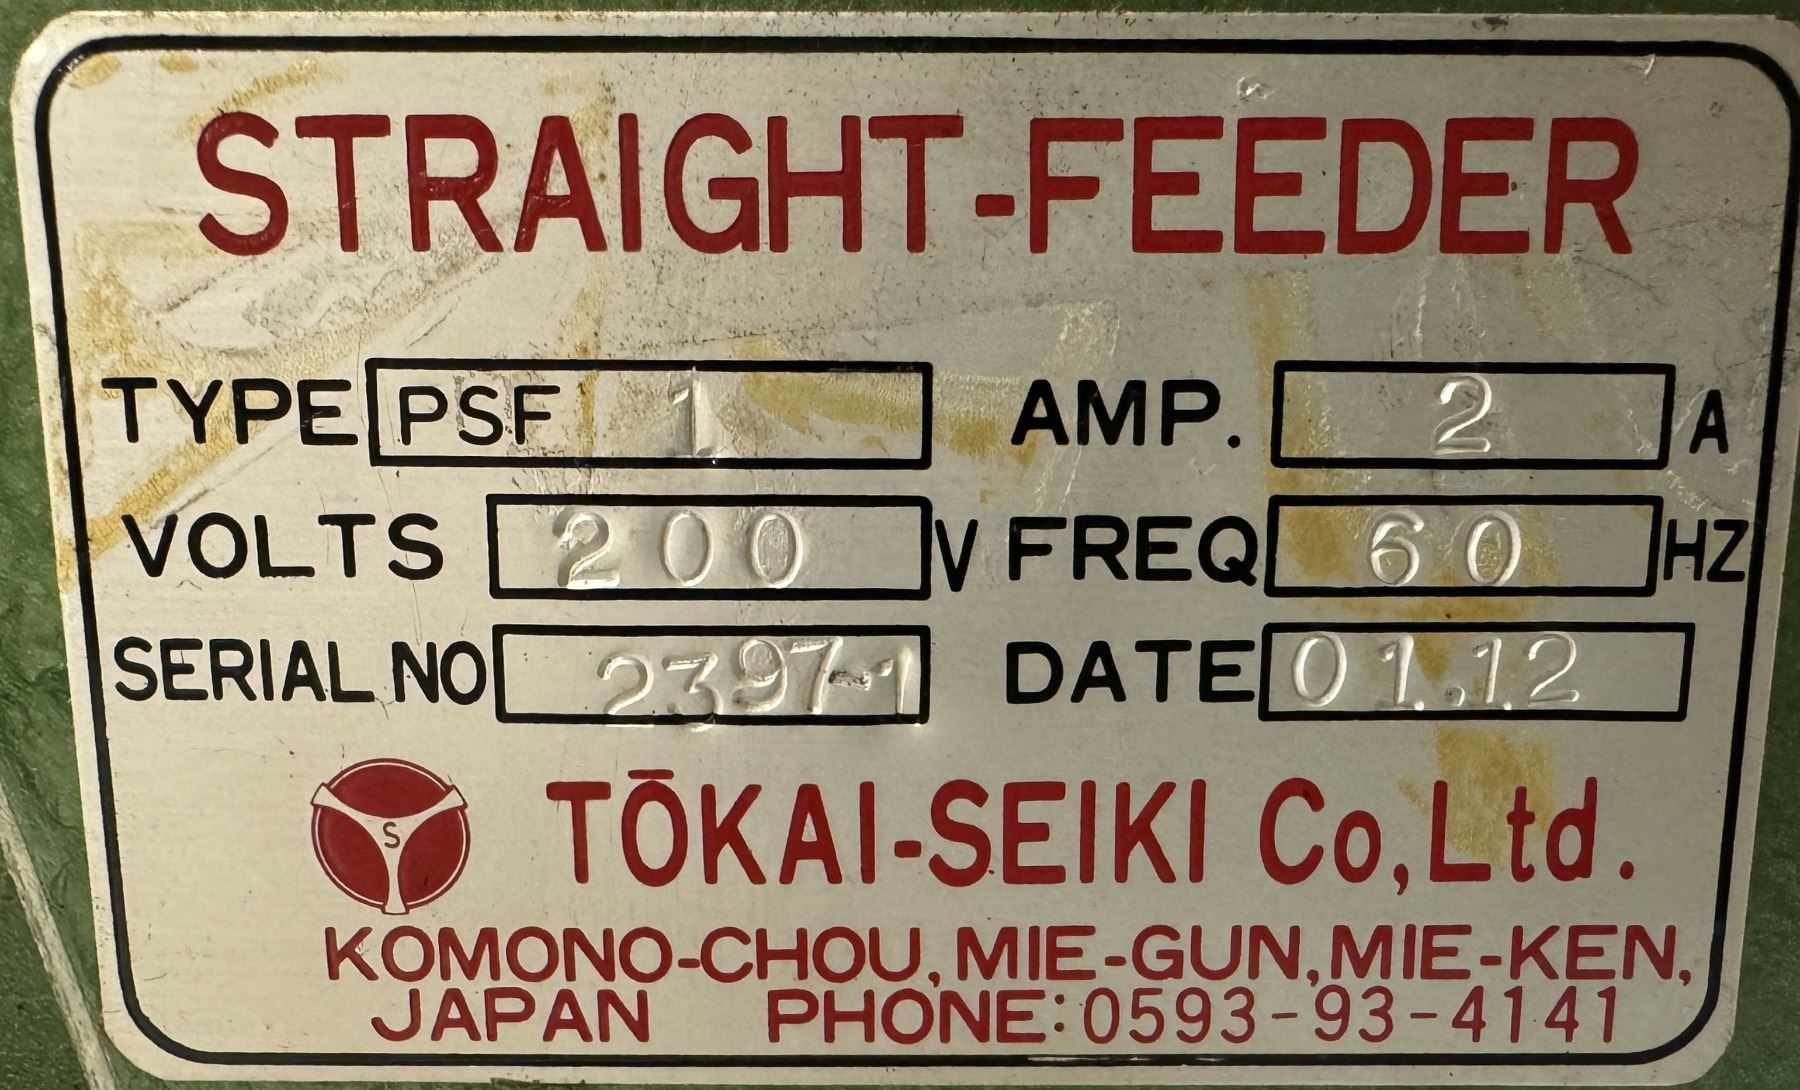 STRAIGHT-FEEDER
TYPE PSF 1 AMP. 2 A
VOLTS 200 V FREQ 60 HZ
SERIAL NO 2397-1 DATE 01.12
S TŌKAI-SEIKI Co,Ltd.
KOMONO-CHOU,MIE-GUN,MIE-KEN,
JAPAN PHONE:0593-93-4141